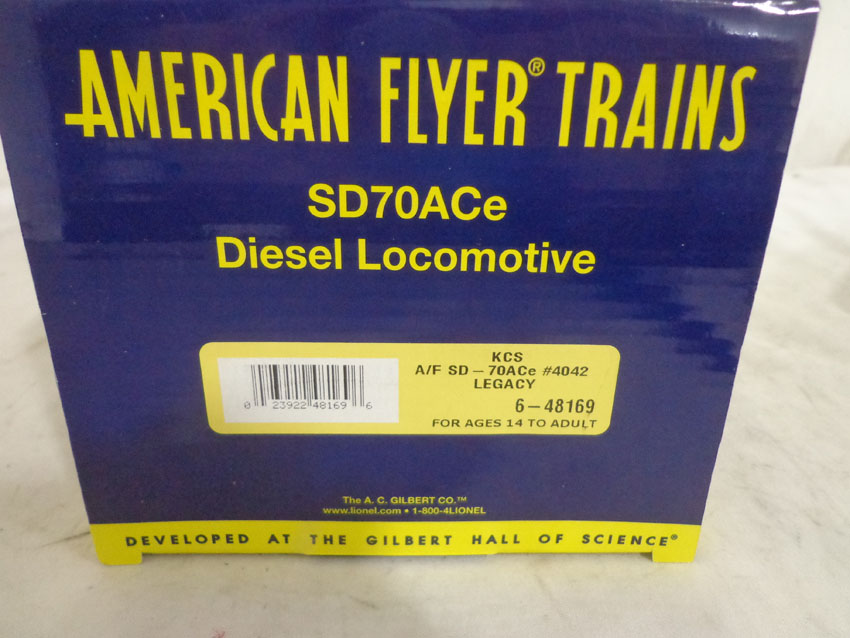 AMERICAN FLYER® TRAINS
SD70ACe
Diesel Locomotive
KCS
A/F SD-70ACe #4042
LEGACY
6-48169
FOR AGES 14 TO ADULT
0 23922 48169 6
The A. C. GILBERT CO.™
www.lionel.com • 1-800-4LIONEL
DEVELOPED AT THE GILBERT HALL OF SCIENCE®